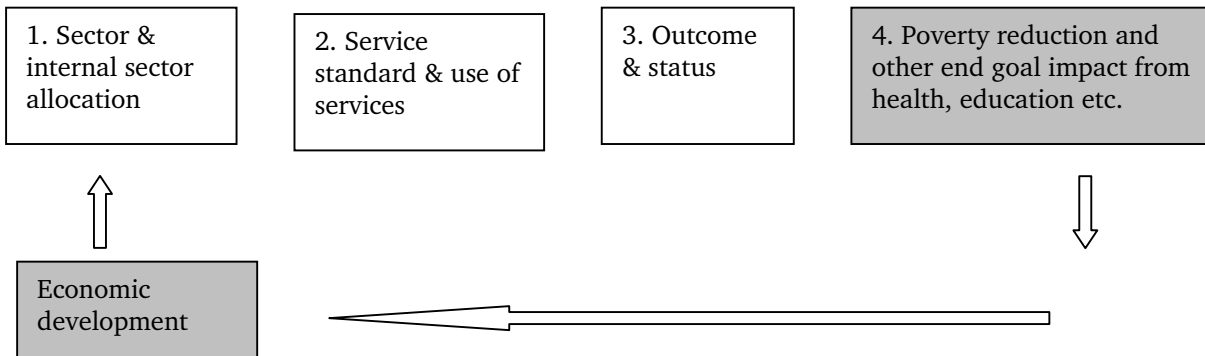 1. Sector &
internal sector
allocation
2. Service
standard & use of
services
3. Outcome
& status
4. Poverty reduction and
other end goal impact from
health, education etc.
Economic
development